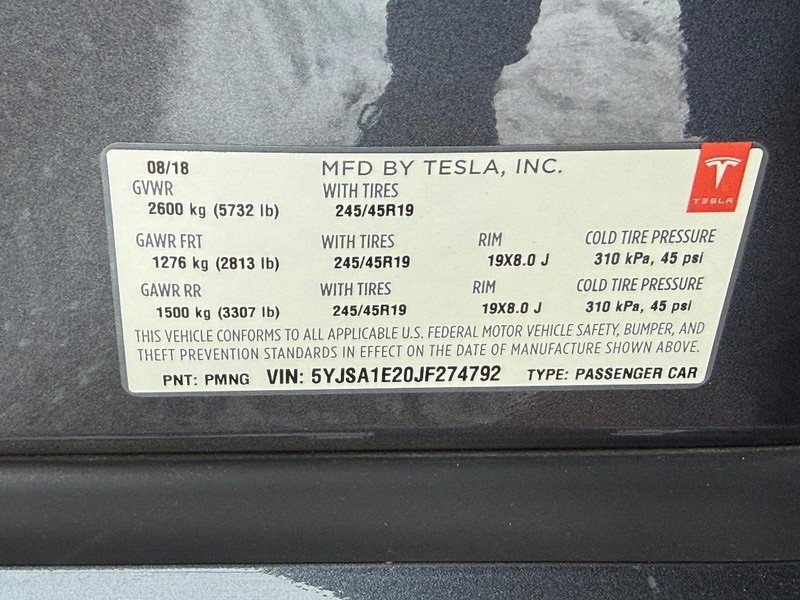 08/18 MFD BY TESLA, INC.
TESLA
GVWR WITH TIRES
2600 kg (5732 lb) 245/45R19
GAWR FRT WITH TIRES RIM COLD TIRE PRESSURE
1276 kg (2813 lb) 245/45R19 19X8.0 J 310 kPa, 45 psi
GAWR RR WITH TIRES RIM COLD TIRE PRESSURE
1500 kg (3307 lb) 245/45R19 19X8.0 J 310 kPa, 45 psi
THIS VEHICLE CONFORMS TO ALL APPLICABLE U.S. FEDERAL MOTOR VEHICLE SAFETY, BUMPER, AND
THEFT PREVENTION STANDARDS IN EFFECT ON THE DATE OF MANUFACTURE SHOWN ABOVE.
PNT: PMNG VIN: 5YJSA1E20JF274792 TYPE: PASSENGER CAR